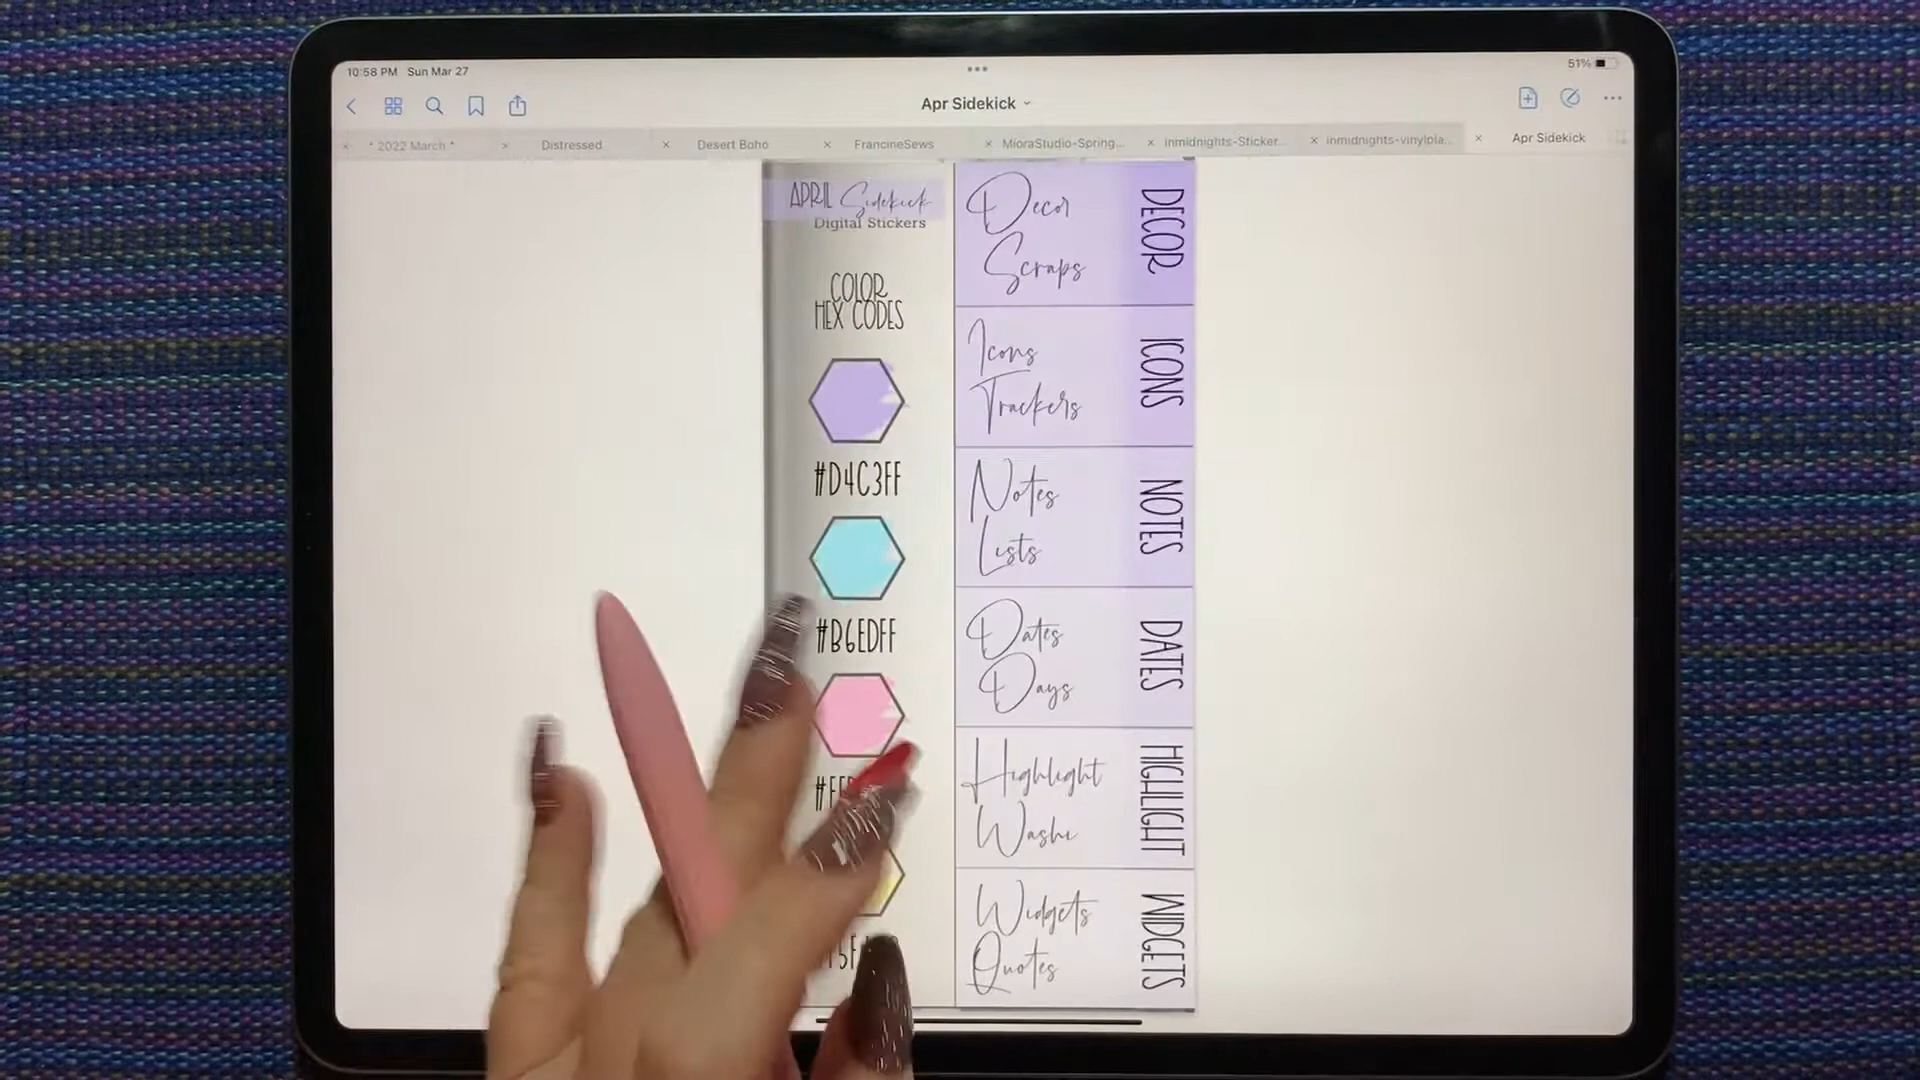 10:58 PM Sun Mar 27
51%
Apr Sidekick
* 2022 March *
Distressed
Desert Boho
FrancineSews
MioraStudio-Spring...
inmidnights-Sticker...
inmidnights-vinylpla...
Apr Sidekick
APRIL Sidekick
Digital Stickers
COLOR
HEX CODES
#D4C3FF
#B6EDFF
Decor
Scraps
DECOR
Icons
Trackers
ICONS
Notes
Lists
NOTES
Dates
Days
DATES
Highlight
Washi
HIGHLIGHT
Widgets
Quotes
WIDGETS